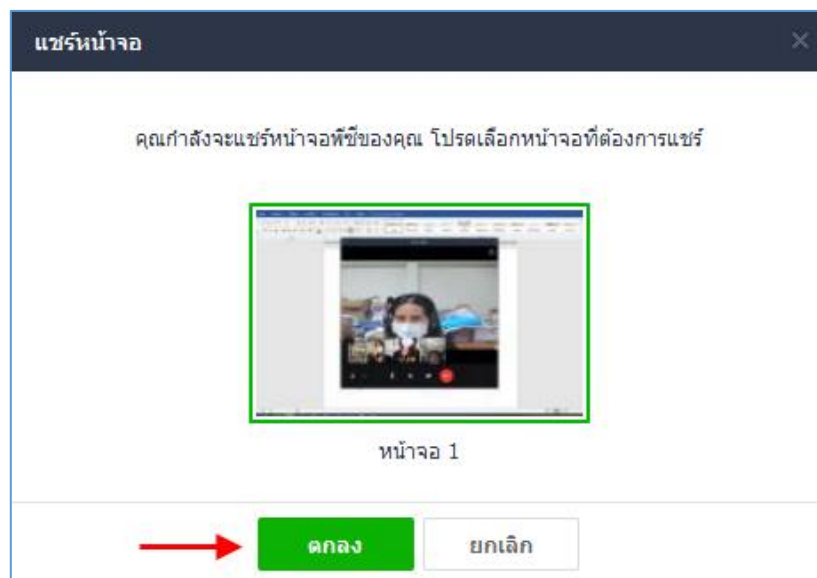 แชร์หน้าจอ
คุณกำลังจะแชร์หน้าจอพีซีของคุณ โปรดเลือกหน้าจอที่ต้องการแชร์
หน้าจอ 1
ตกลง
ยกเลิก